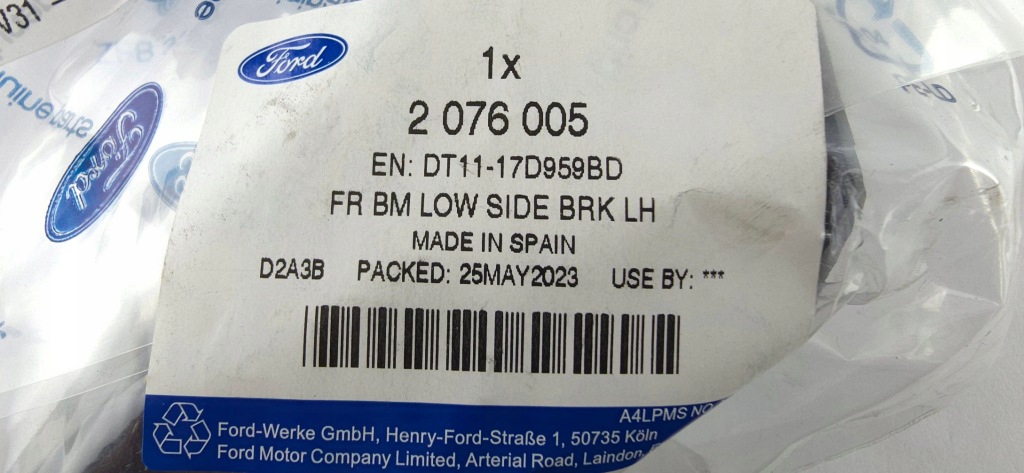 V31
Ford
1x
2 076 005
EN: DT11-17D959BD
FR BM LOW SIDE BRK LH
MADE IN SPAIN
D2A3B PACKED: 25MAY2023 USE BY: ***
A4LPMS NO
Ford-Werke GmbH, Henry-Ford-Straße 1, 50735 Köln
Ford Motor Company Limited, Arterial Road, Laindon,
Ford